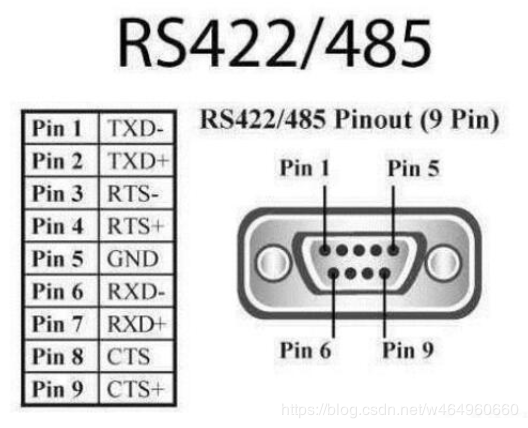 RS422/485
Pin 1 TXD-
Pin 2 TXD+
Pin 3 RTS-
Pin 4 RTS+
Pin 5 GND
Pin 6 RXD-
Pin 7 RXD+
Pin 8 CTS
Pin 9 CTS+
RS422/485 Pinout (9 Pin)
Pin 1 Pin 5
Pin 6 Pin 9
https://blog.csdn.net/w464960660